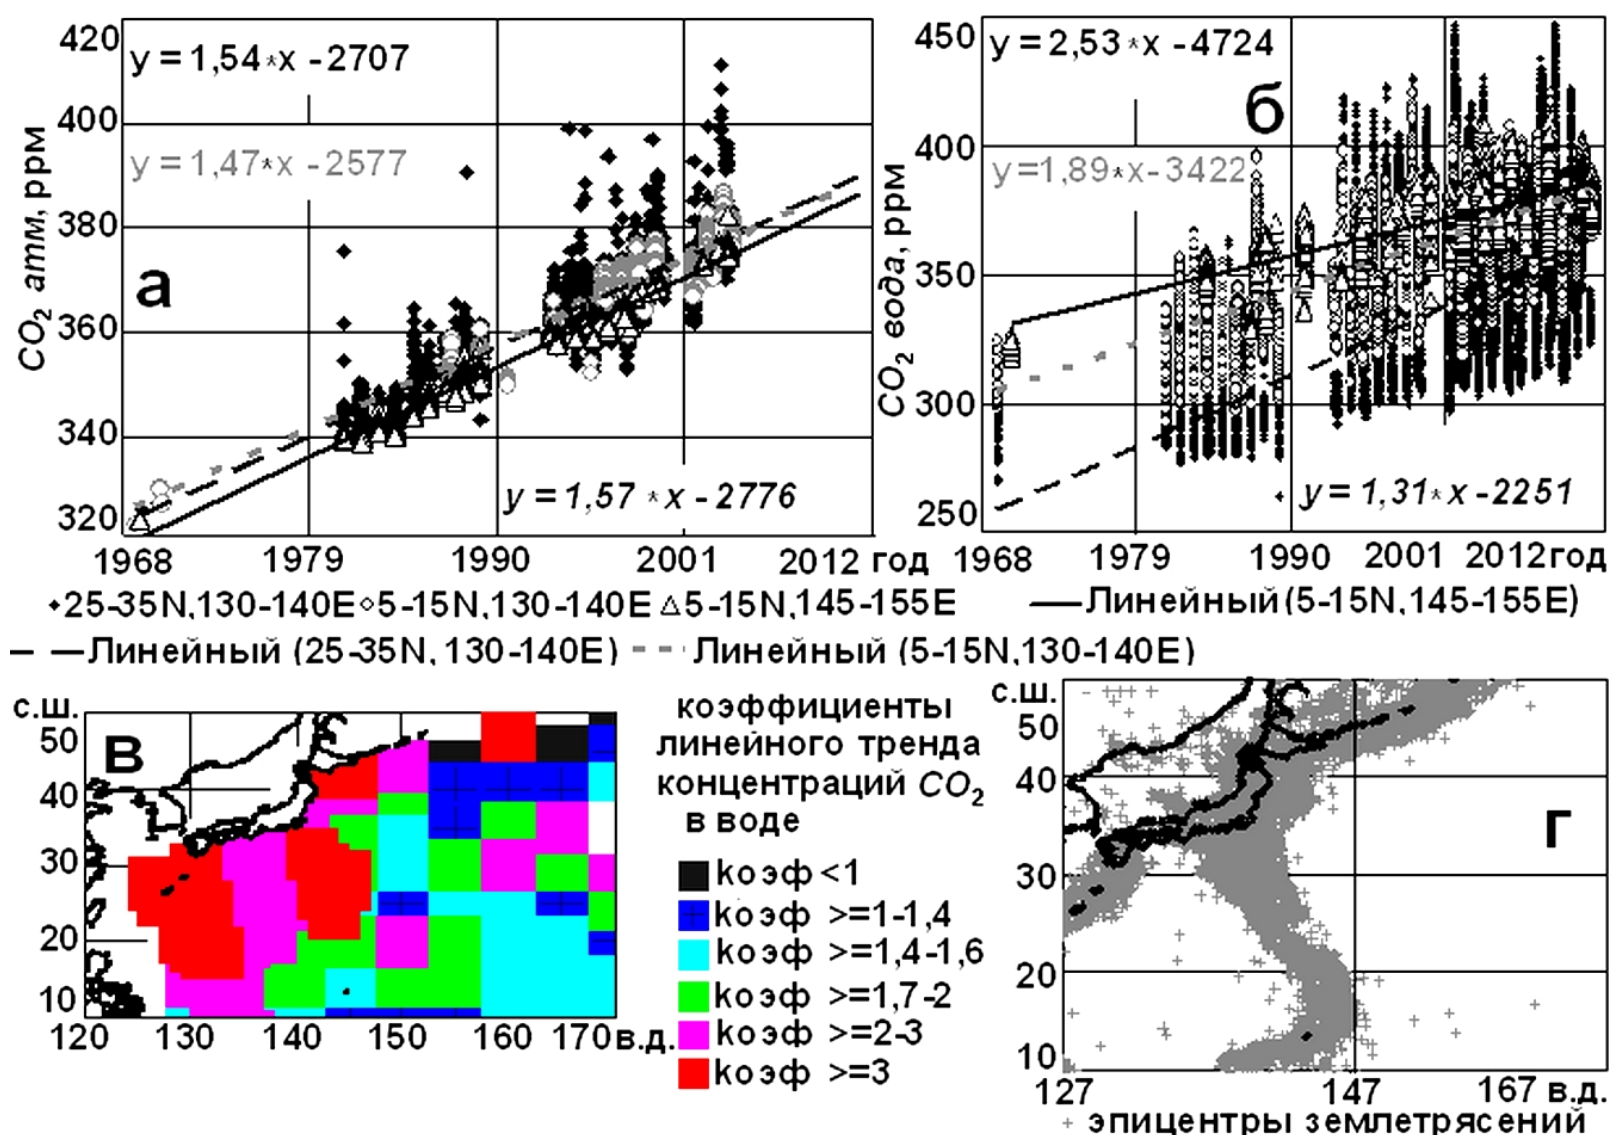 420
400
380
360
340
320
CO₂ атм, ppm
y = 1,54*x - 2707
y = 1,47*x - 2577
а
y = 1,57 *x - 2776
1968 1979 1990 2001 2012 год
450
400
350
300
250
CO₂ вода, ppm
y = 2,53*x - 4724
б
y=1,89*x-3422
y = 1,31*x -2251
1968 1979 1990 2001 2012год
25-35N,130-140E 5-15N,130-140E 5-15N,145-155E Линейный (5-15N,145-155E)
Линейный (25-35N, 130-140E) Линейный (5-15N,130-140E)
с.ш.
50
40
30
20
10
В
120 130 140 150 160 170в.д.
коэффициенты
линейного тренда
концентраций CO₂
в воде
коэф <1
коэф >=1-1,4
коэф >=1,4-1,6
коэф >=1,7-2
коэф >=2-3
коэф >=3
с.ш.
50
40
30
20
10
Г
127 147 167 в.д.
+ эпицентры землетрясений